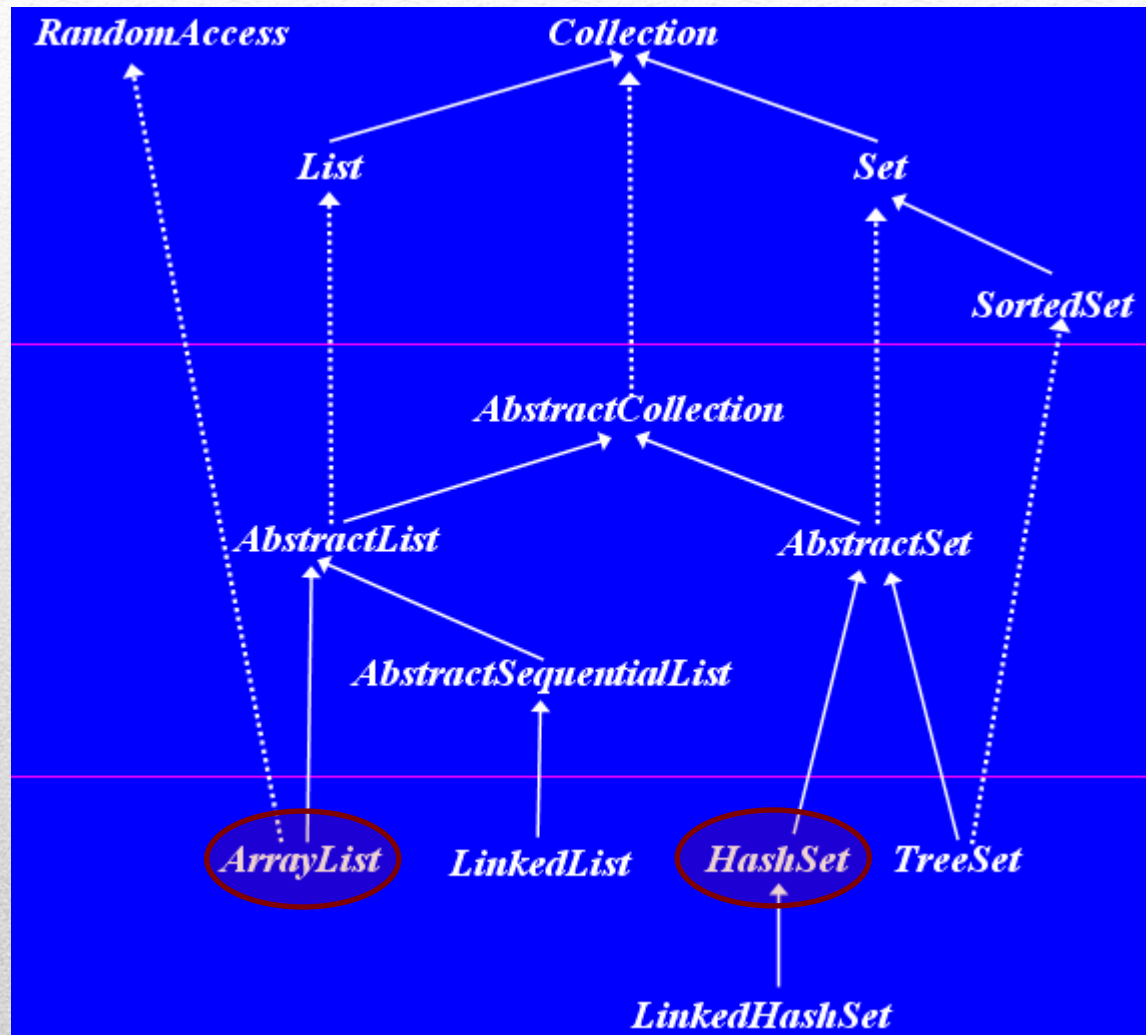 RandomAccess Collection
List Set
SortedSet
AbstractCollection
AbstractList AbstractSet
AbstractSequentialList
ArrayList LinkedList HashSet TreeSet
LinkedHashSet